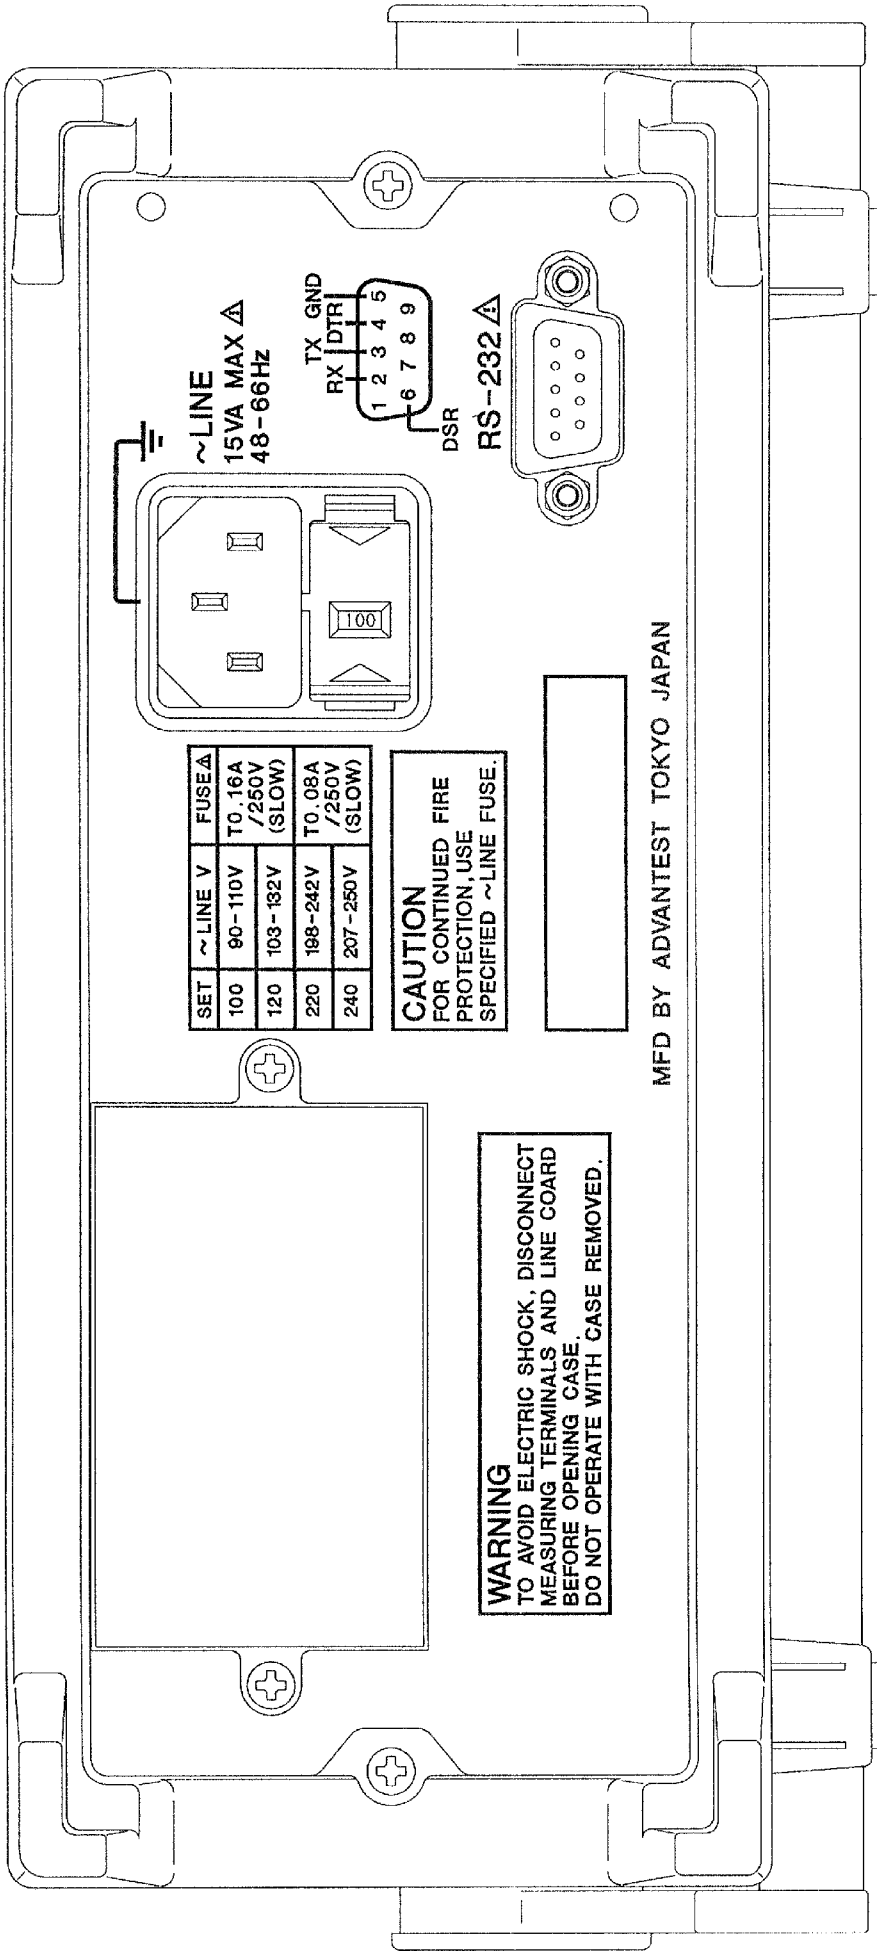 SET ~LINE V FUSE⚠
100 90-110V T0.16A
/250V
120 103-132V (SLOW)
220 198-242V T0.08A
/250V
240 207-250V (SLOW)
CAUTION
FOR CONTINUED FIRE
PROTECTION,USE
SPECIFIED ~LINE FUSE.
WARNING
TO AVOID ELECTRIC SHOCK, DISCONNECT
MEASURING TERMINALS AND LINE COARD
BEFORE OPENING CASE.
DO NOT OPERATE WITH CASE REMOVED.
MFD BY ADVANTEST TOKYO JAPAN
100
~LINE
15VA MAX ⚠
48-66Hz
TX GND
RX DTR
1 2 3 4 5
6 7 8 9
DSR
RS-232 ⚠